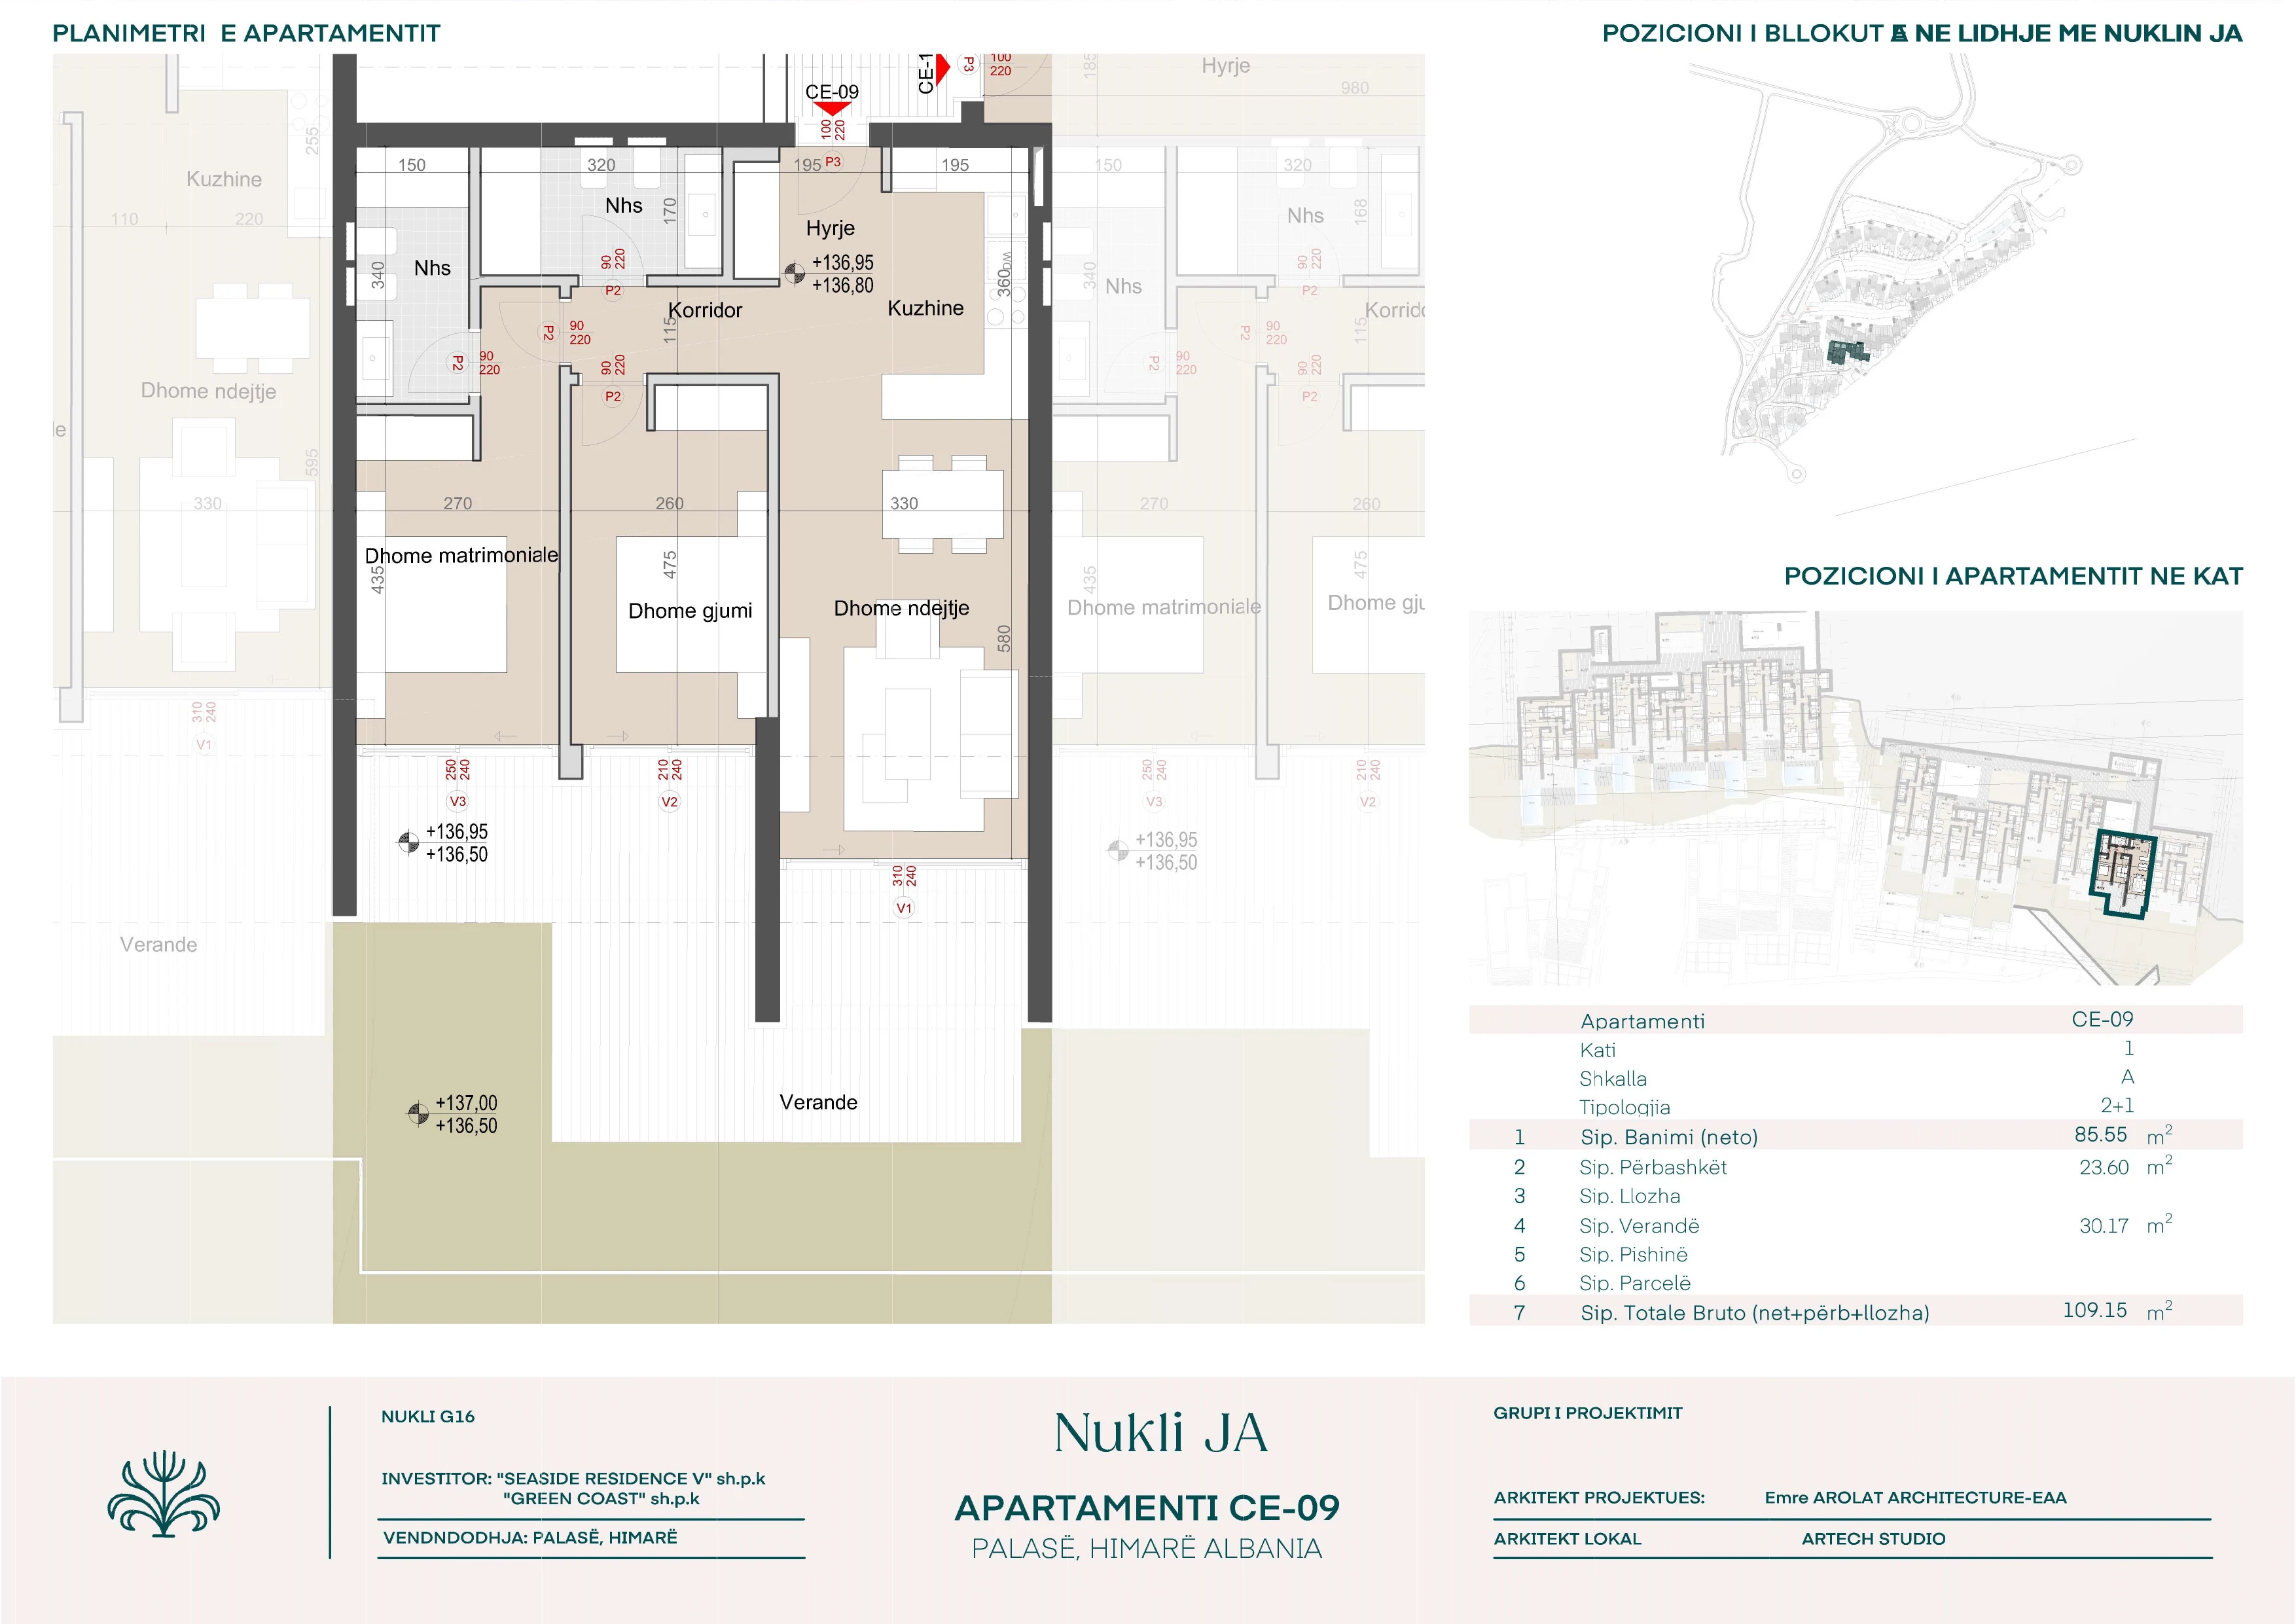 PLANIMETRI E APARTAMENTIT
POZICIONI I BLLOKUT E NE LIDHJE ME NUKLIN JA
CE-09
CE-1
P3
100
220
Hyrje
185
980
100
220
P3
Kuzhine
255
110
220
150
320
195
195
Nhs
170
Hyrje
+136,95
+136,80
Nhs
340
90
220
P2
Korridor
115
Kuzhine
360
P2
90
220
P2
90
220
90
220
P2
150
320
Nhs
168
340
Nhs
90
220
P2
P2
90
220
115
P2
90
220
90
220
P2
Dhome ndejtje
595
330
270
260
330
270
260
Dhome matrimoniale
435
475
Dhome gjumi
Dhome ndejtje
580
435
475
Dhome matrimoniale
310
240
V1
250
240
V3
210
240
V2
250
240
V3
210
240
V2
+136,95
+136,50
+136,95
+136,50
310
240
V1
Verande
+137,00
+136,50
Verande
POZICIONI I APARTAMENTIT NE KAT
Apartamenti CE-09
Kati 1
Shkalla A
Tipologjia 2+1
1 Sip. Banimi (neto) 85.55 m²
2 Sip. Përbashkët 23.60 m²
3 Sip. Llozha
4 Sip. Verandë 30.17 m²
5 Sip. Pishinë
6 Sip. Parcelë
7 Sip. Totale Bruto (net+përb+llozha) 109.15 m²
NUKLI G16
INVESTITOR: "SEASIDE RESIDENCE V" sh.p.k
"GREEN COAST" sh.p.k
VENDNDODHJA: PALASË, HIMARË
Nukli JA
APARTAMENTI CE-09
PALASË, HIMARË ALBANIA
GRUPI I PROJEKTIMIT
ARKITEKT PROJEKTUES: Emre AROLAT ARCHITECTURE-EAA
ARKITEKT LOKAL ARTECH STUDIO